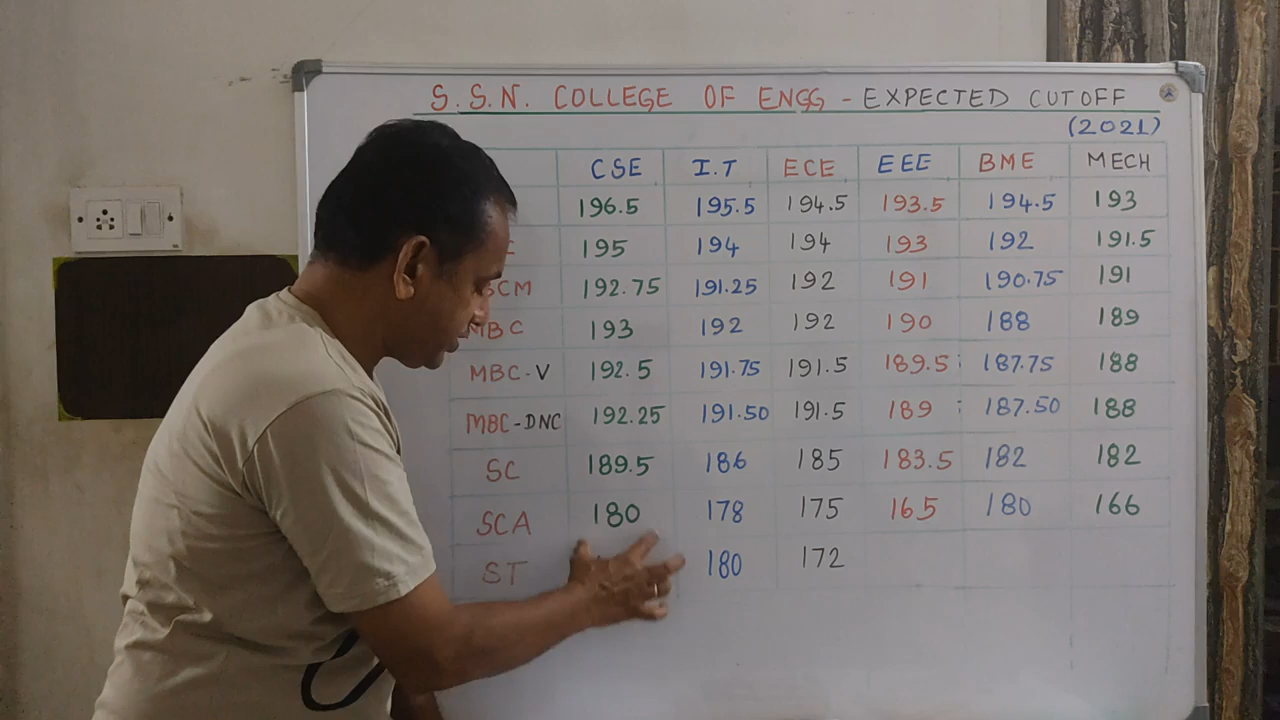 S.S.N. COLLEGE OF ENGG - EXPECTED CUTOFF
(2021)
CSE I.T ECE EEE BME MECH
196.5 195.5 194.5 193.5 194.5 193
195 194 194 193 192 191.5
BCM 192.75 191.25 192 191 190.75 191
MBC 193 192 192 190 188 189
MBC-V 192.5 191.75 191.5 189.5 187.75 188
MBC-DNC 192.25 191.50 191.5 189 187.50 188
SC 189.5 186 185 183.5 182 182
SCA 180 178 175 165 180 166
ST 180 172